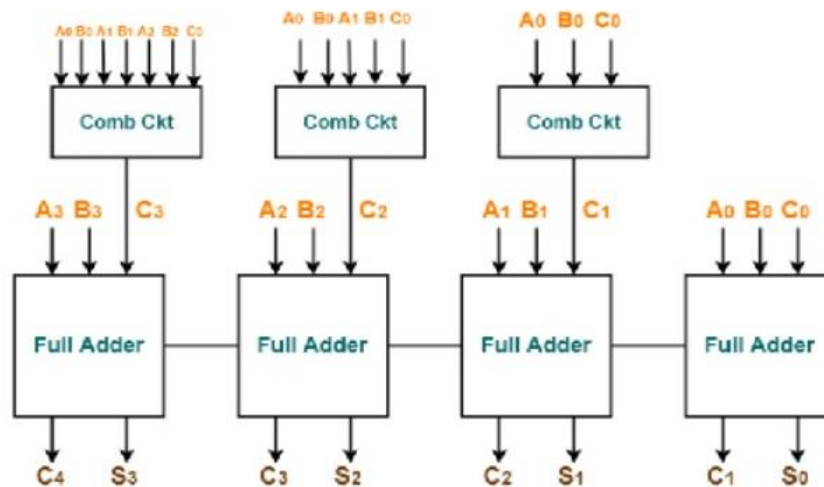 A0 B0 A1 B1 A2 B2 C0
A0 B0 A1 B1 C0
A0 B0 C0
Comb Ckt
Comb Ckt
Comb Ckt
A3 B3 C3
A2 B2 C2
A1 B1 C1
A0 B0 C0
Full Adder
Full Adder
Full Adder
Full Adder
C4 S3
C3 S2
C2 S1
C1 S0